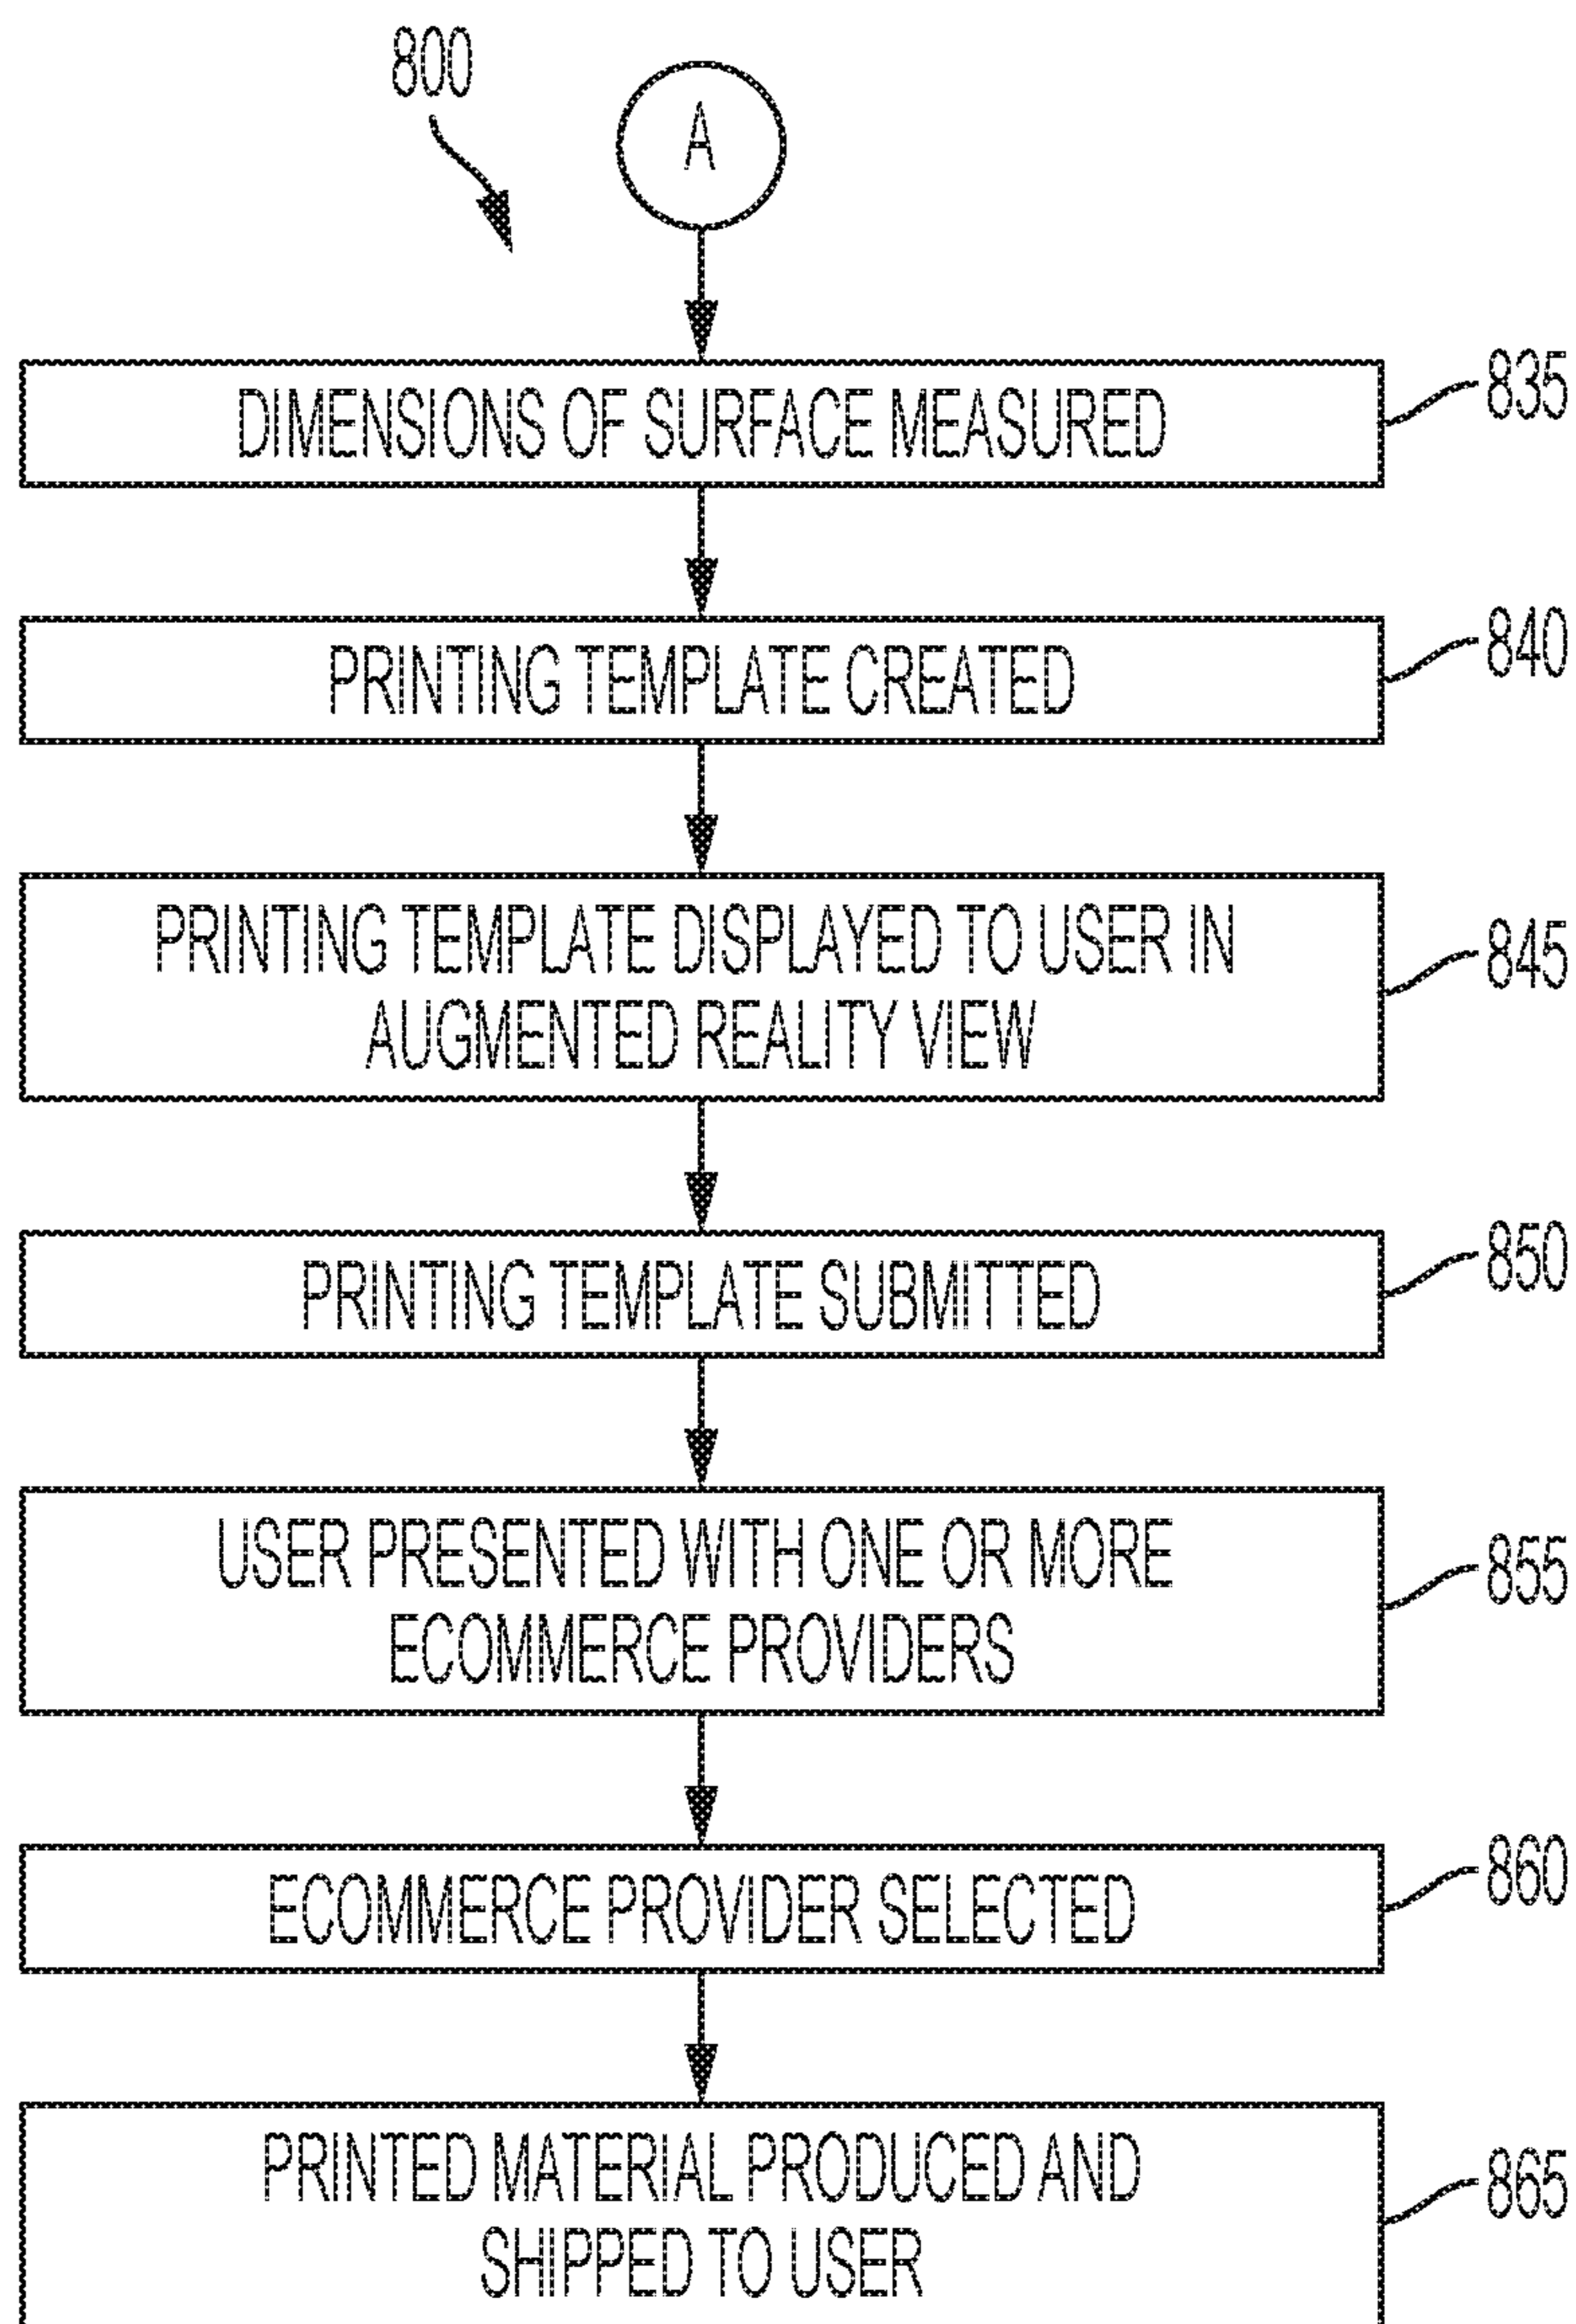 800
A
DIMENSIONS OF SURFACE MEASURED
835
PRINTING TEMPLATE CREATED
840
PRINTING TEMPLATE DISPLAYED TO USER IN
AUGMENTED REALITY VIEW
845
PRINTING TEMPLATE SUBMITTED
850
USER PRESENTED WITH ONE OR MORE
ECOMMERCE PROVIDERS
855
ECOMMERCE PROVIDER SELECTED
860
PRINTED MATERIAL PRODUCED AND
SHIPPED TO USER
865